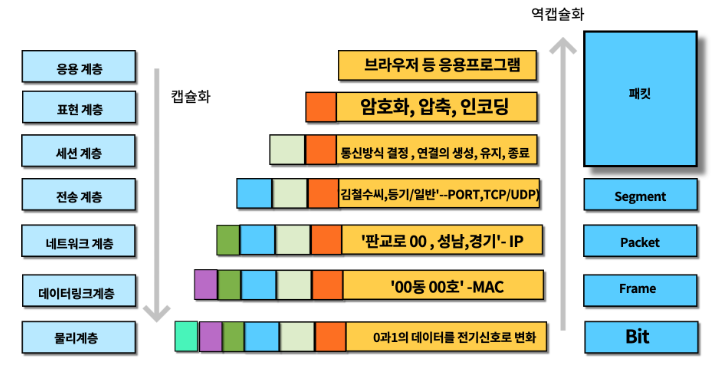 역캡슐화
응용 계층
브라우저 등 응용프로그램
패킷
캡슐화
표현 계층
암호화, 압축, 인코딩
세션 계층
통신방식 결정 , 연결의 생성, 유지, 종료
전송 계층
김철수씨,등기/일반'--PORT,TCP/UDP)
Segment
네트워크 계층
'판교로 00 , 성남,경기'- IP
Packet
데이터링크계층
'00동 00호' -MAC
Frame
물리계층
0과1의 데이터를 전기신호로 변화
Bit